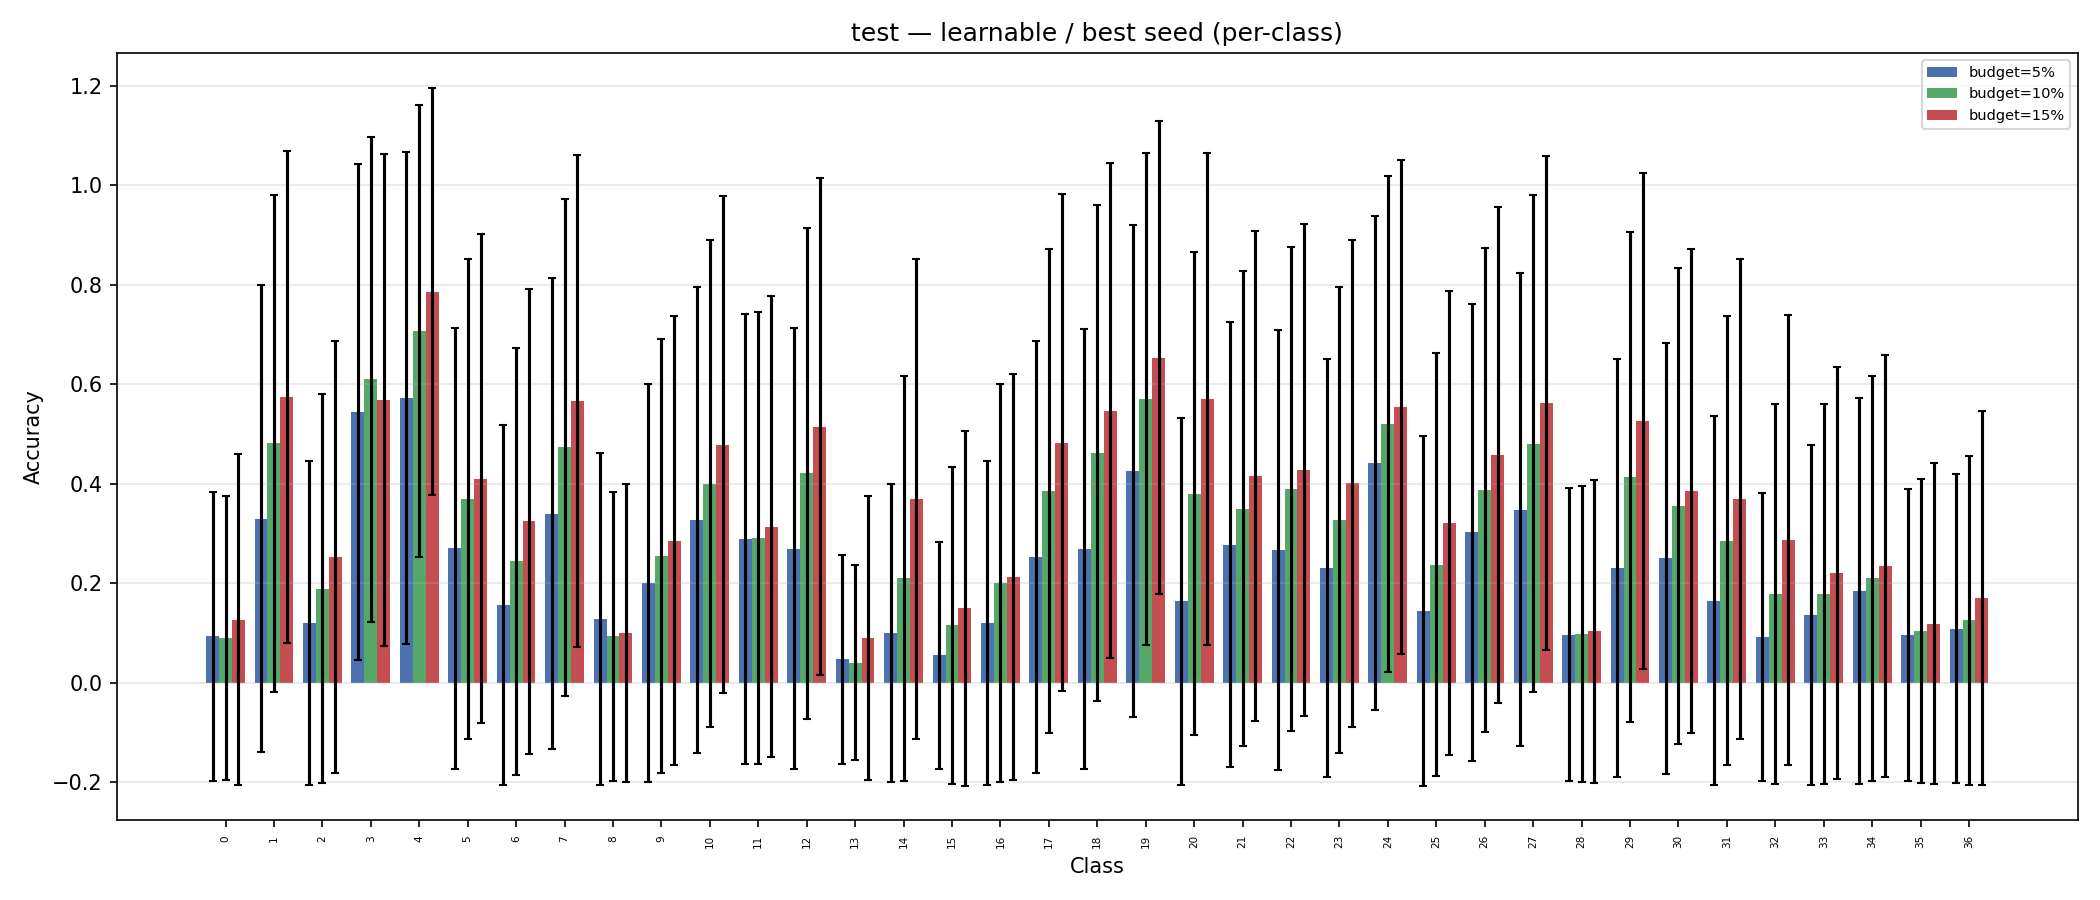 test — learnable / best seed (per-class)
budget=5%
budget=10%
budget=15%
Accuracy
1.2
1.0
0.8
0.6
0.4
0.2
0.0
−0.2
0 1 2 3 4 5 6 7 8 9 10 11 12 13 14 15 16 17 18 19 20 21 22 23 24 25 26 27 28 29 30 31 32 33 34 35 36
Class